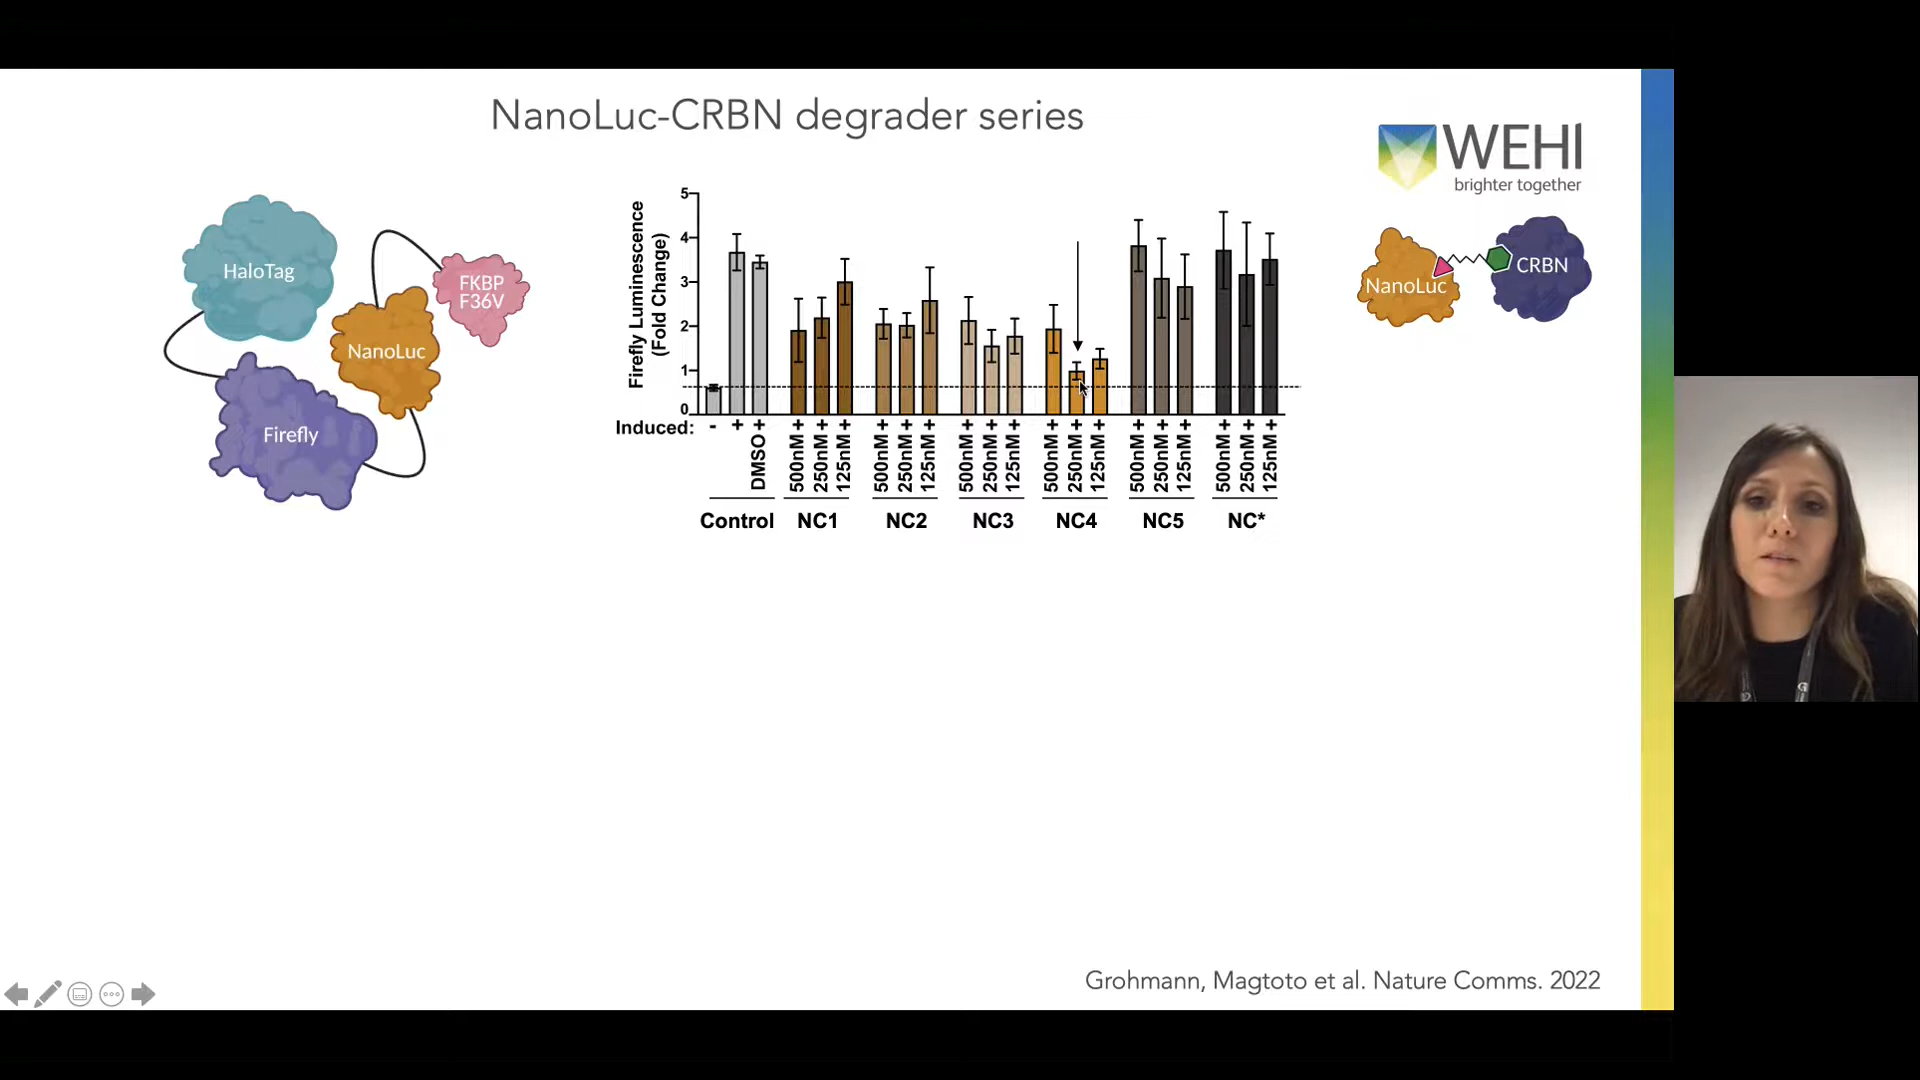 NanoLuc-CRBN degrader series
WEHI
brighter together
HaloTag
FKBP
F36V
NanoLuc
Firefly
Firefly Luminescence
(Fold Change)
5
4
3
2
1
0
Induced: - + + + + + + + + + + + + + + + + + + + +
DMSO 500nM 250nM 125nM 500nM 250nM 125nM 500nM 250nM 125nM 500nM 250nM 125nM 500nM 250nM 125nM 500nM 250nM 125nM
Control NC1 NC2 NC3 NC4 NC5 NC*
NanoLuc
CRBN
Grohmann, Magtoto et al. Nature Comms. 2022